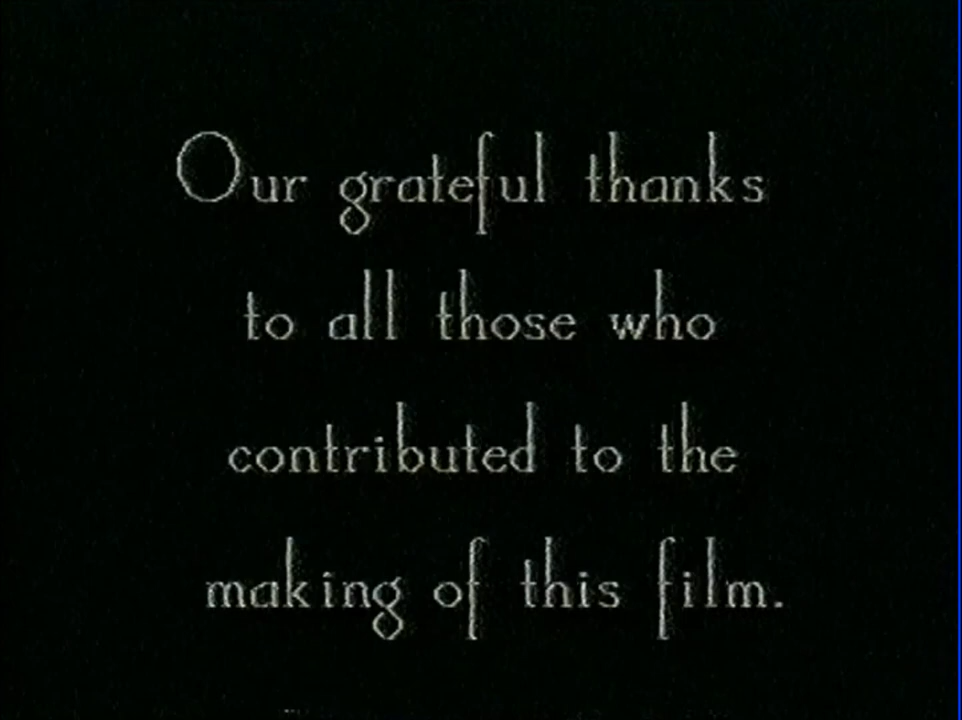 Our grateful thanks
to all those who
contributed to the
making of this film.